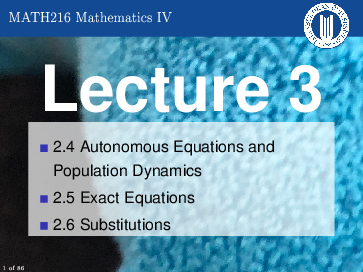 MATH216 Mathematics IV
Lecture 3
2.4 Autonomous Equations and
Population Dynamics
2.5 Exact Equations
2.6 Substitutions
1 of 86